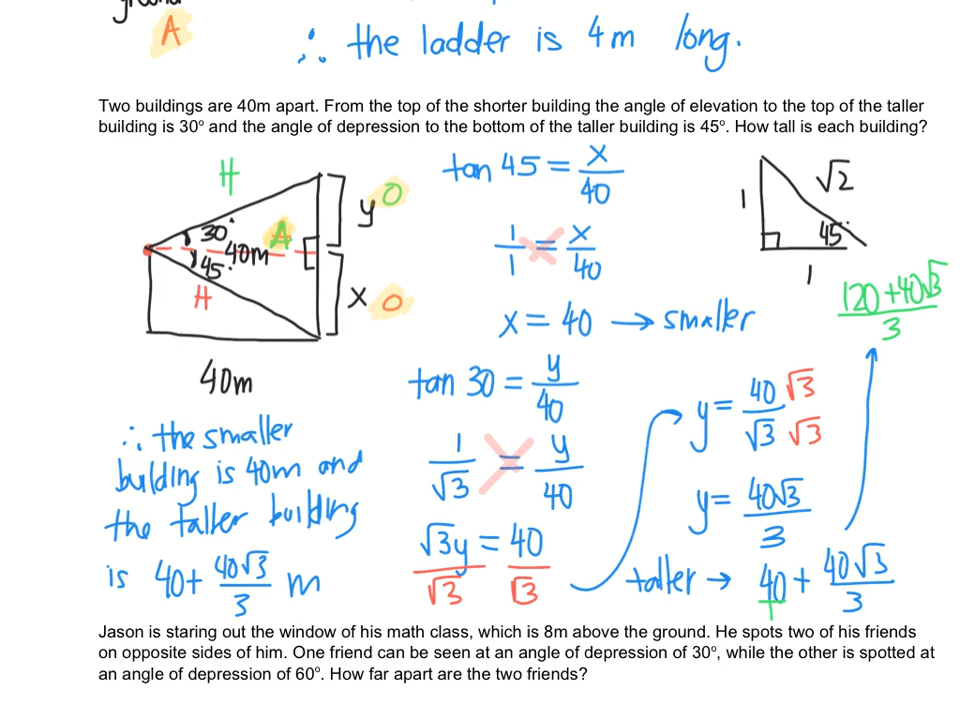 ground
A
∴ the ladder is 4m long.
Two buildings are 40m apart. From the top of the shorter building the angle of elevation to the top of the taller
building is 30° and the angle of depression to the bottom of the taller building is 45°. How tall is each building?
H
30°
40m
A
45°
H
y O
x O
40m
tan 45 = x/40
1/1 = x/40
x = 40 → smaller
1
√2
45°
1
tan 30 = y/40
1/√3 = y/40
√3y = 40
√3 √3
y = 40 √3
√3 √3
y = 40√3/3
taller → 40 + 40√3/3
1
(120 + 40√3)/3
∴ the smaller
building is 40m and
the taller building
is 40 + 40√3/3 m
Jason is staring out the window of his math class, which is 8m above the ground. He spots two of his friends
on opposite sides of him. One friend can be seen at an angle of depression of 30°, while the other is spotted at
an angle of depression of 60°. How far apart are the two friends?